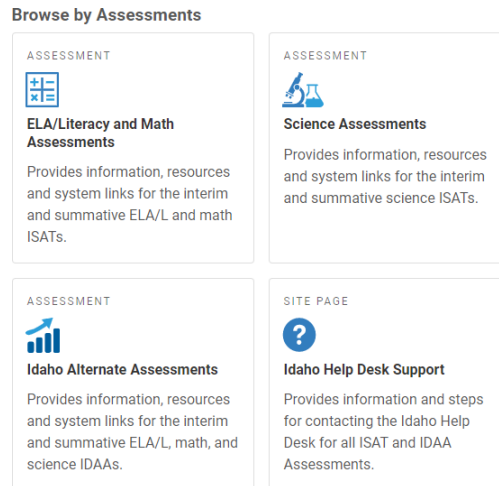 Browse by Assessments
ASSESSMENT
ELA/Literacy and Math
Assessments
Provides information, resources
and system links for the interim
and summative ELA/L and math
ISATs.
ASSESSMENT
Science Assessments
Provides information, resources
and system links for the interim
and summative science ISATs.
ASSESSMENT
Idaho Alternate Assessments
Provides information, resources
and system links for the interim
and summative ELA/L, math, and
science IDAAs.
SITE PAGE
Idaho Help Desk Support
Provides information and steps
for contacting the Idaho Help
Desk for all ISAT and IDAA
Assessments.